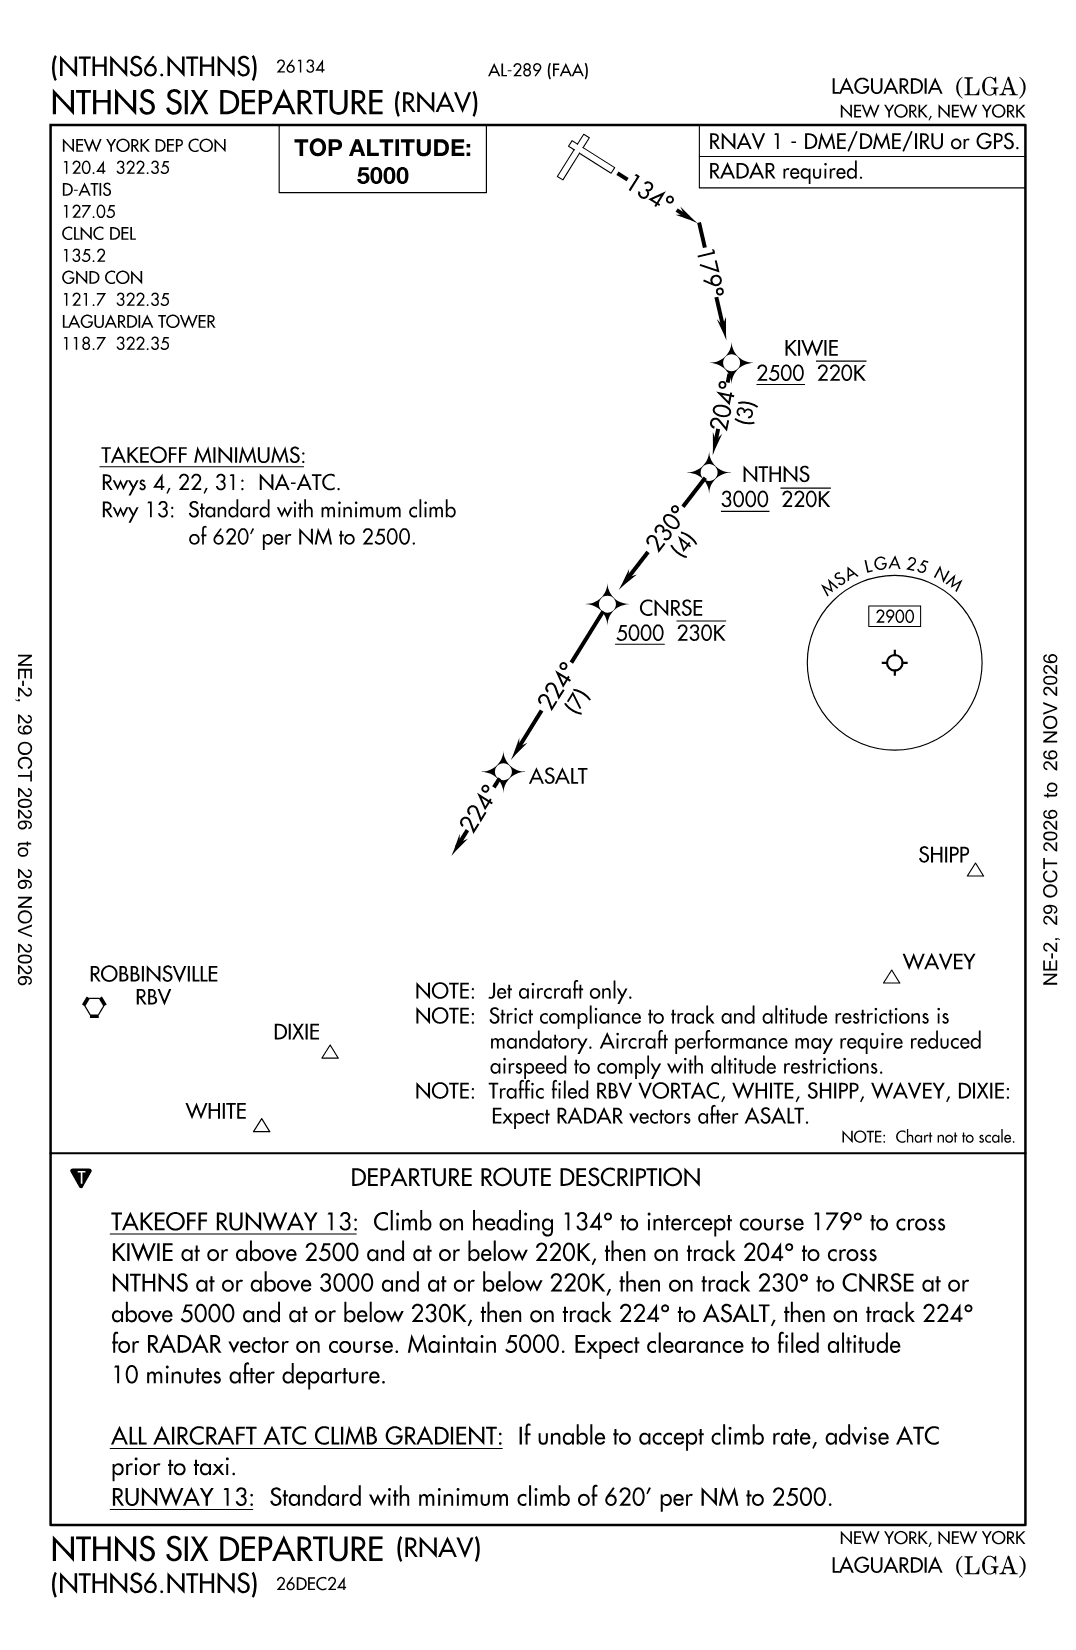 (NTHNS6.NTHNS) 26134
AL-289 (FAA)
LAGUARDIA (LGA)
NTHNS SIX DEPARTURE (RNAV)
NEW YORK, NEW YORK
NEW YORK DEP CON
120.4 322.35
D-ATIS
127.05
CLNC DEL
135.2
GND CON
121.7 322.35
LAGUARDIA TOWER
118.7 322.35
TOP ALTITUDE:
5000
RNAV 1 - DME/DME/IRU or GPS.
RADAR required.
134°
179°
KIWIE
2500 220K
204°
(3)
NTHNS
3000 220K
TAKEOFF MINIMUMS:
Rwys 4, 22, 31: NA-ATC.
Rwy 13: Standard with minimum climb
of 620′ per NM to 2500.
230°
(4)
CNRSE
5000 230K
MSA LGA 25 NM
2900
224°
(7)
ASALT
224°
SHIPP
WAVEY
ROBBINSVILLE
RBV
DIXIE
WHITE
NOTE: Jet aircraft only.
NOTE: Strict compliance to track and altitude restrictions is
mandatory. Aircraft performance may require reduced
airspeed to comply with altitude restrictions.
NOTE: Traffic filed RBV VORTAC, WHITE, SHIPP, WAVEY, DIXIE:
Expect RADAR vectors after ASALT.
NOTE: Chart not to scale.
NE-2, 29 OCT 2026 to 26 NOV 2026
NE-2, 29 OCT 2026 to 26 NOV 2026
T
DEPARTURE ROUTE DESCRIPTION
TAKEOFF RUNWAY 13: Climb on heading 134° to intercept course 179° to cross
KIWIE at or above 2500 and at or below 220K, then on track 204° to cross
NTHNS at or above 3000 and at or below 220K, then on track 230° to CNRSE at or
above 5000 and at or below 230K, then on track 224° to ASALT, then on track 224°
for RADAR vector on course. Maintain 5000. Expect clearance to filed altitude
10 minutes after departure.
ALL AIRCRAFT ATC CLIMB GRADIENT: If unable to accept climb rate, advise ATC
prior to taxi.
RUNWAY 13: Standard with minimum climb of 620′ per NM to 2500.
NTHNS SIX DEPARTURE (RNAV)
NEW YORK, NEW YORK
LAGUARDIA (LGA)
(NTHNS6.NTHNS) 26DEC24